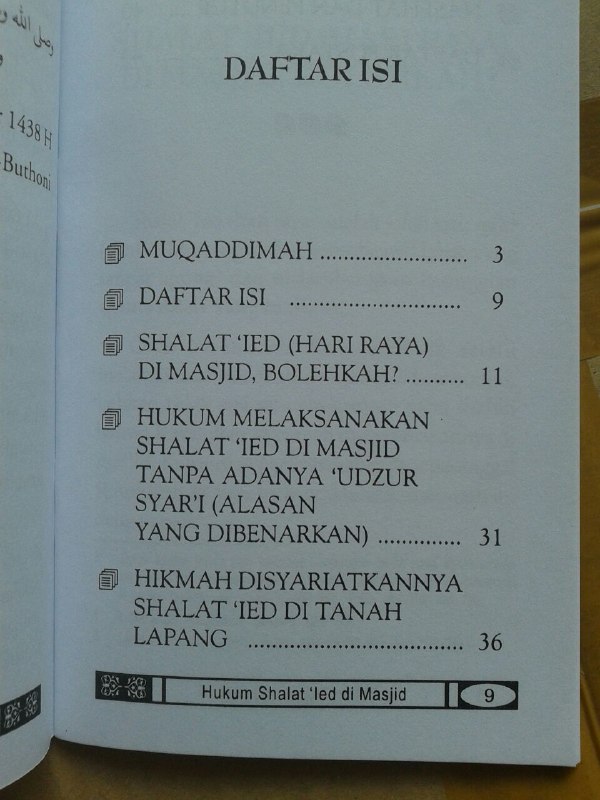 وصلى الله و
1438 H
-Buthoni
DAFTAR ISI
MUQADDIMAH ........................ 3
DAFTAR ISI ............................ 9
SHALAT ‘IED (HARI RAYA)
DI MASJID, BOLEHKAH? .......... 11
HUKUM MELAKSANAKAN
SHALAT ‘IED DI MASJID
TANPA ADANYA ‘UDZUR
SYAR’I (ALASAN
YANG DIBENARKAN) .............. 31
HIKMAH DISYARIATKANNYA
SHALAT ‘IED DI TANAH
LAPANG ................................... 36
Hukum Shalat ‘Ied di Masjid 9